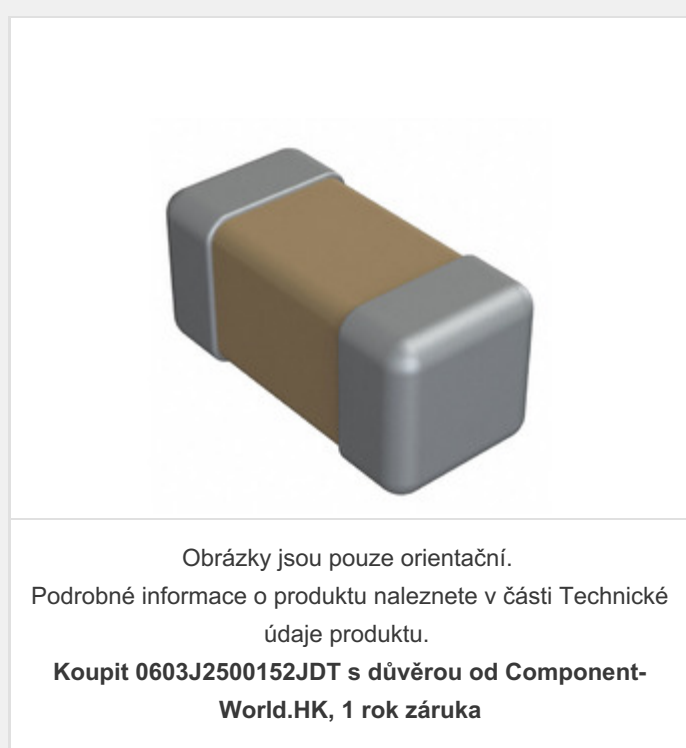 Obrázky jsou pouze orientační.
Podrobné informace o produktu naleznete v části Technické
údaje produktu.
Koupit 0603J2500152JDT s důvěrou od Component-
World.HK, 1 rok záruka